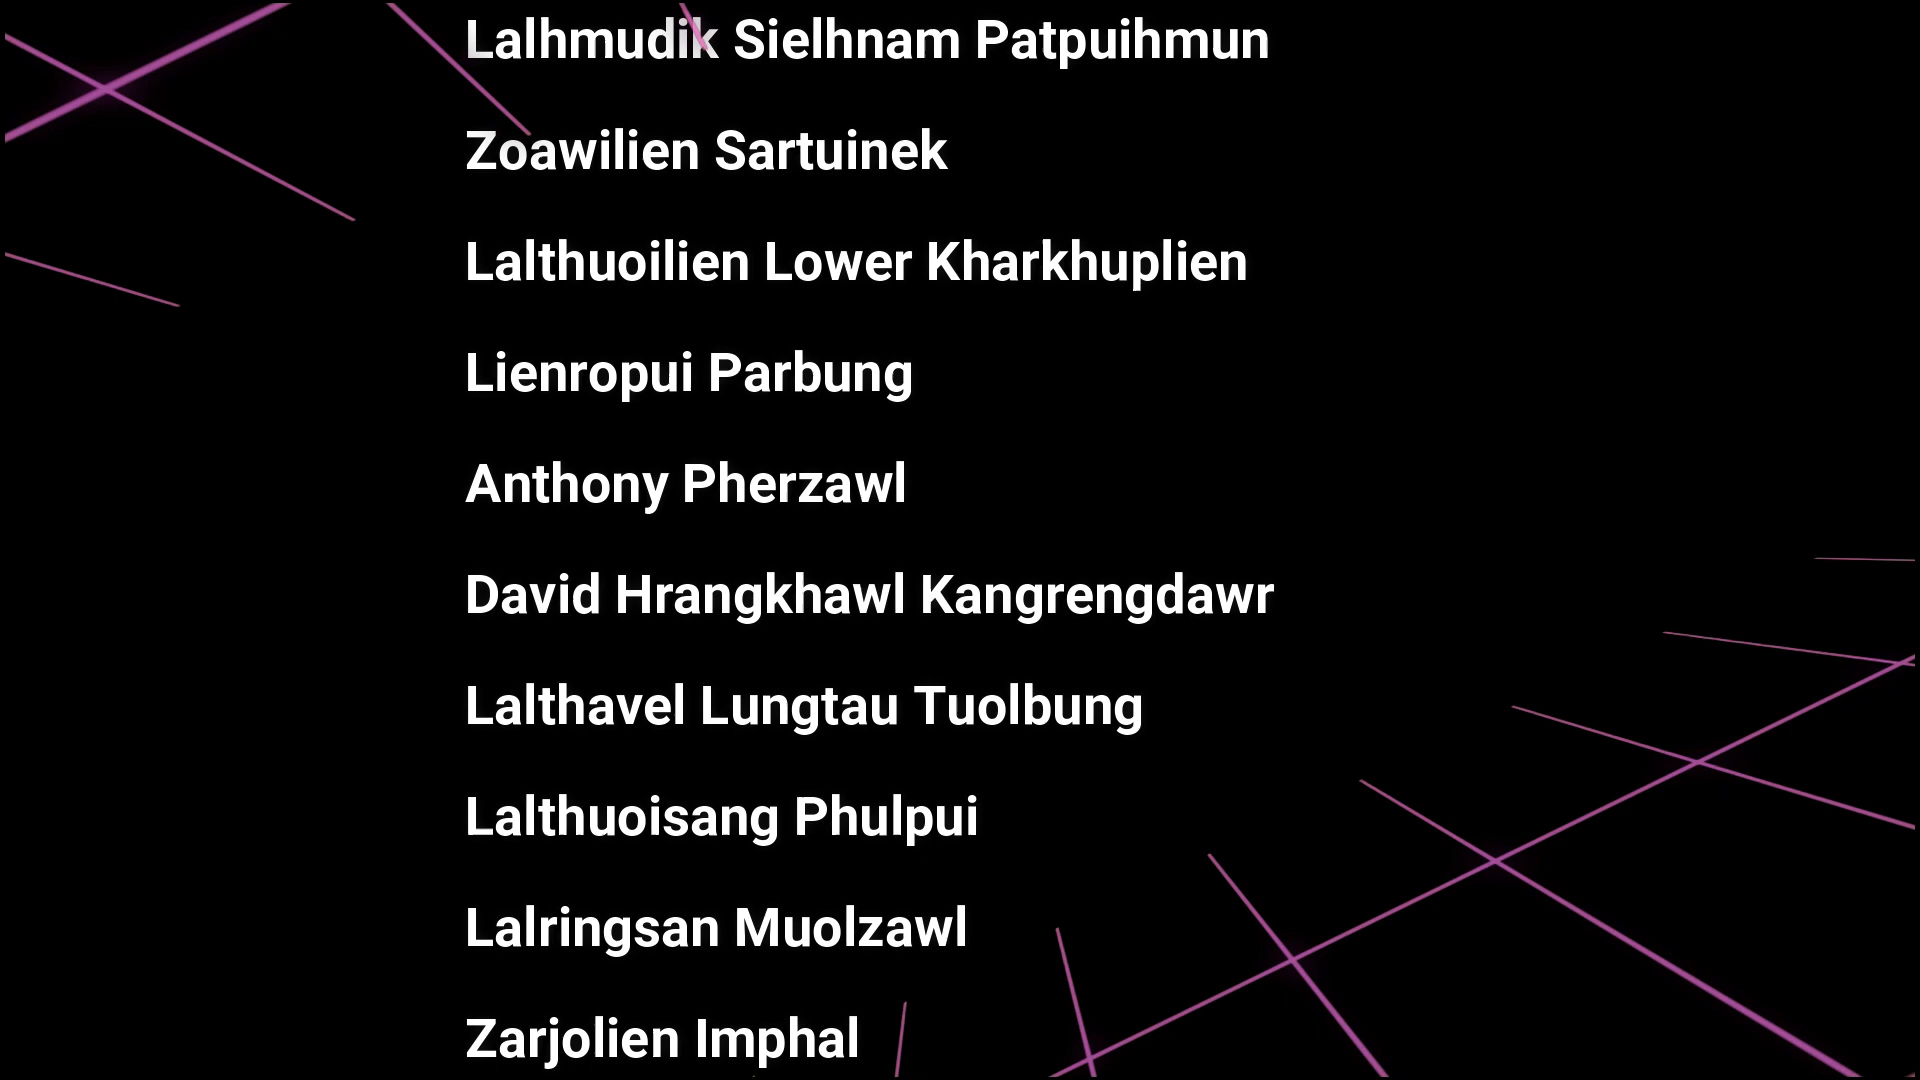 Lalhmudik Sielhnam Patpuihmun
Zoawilien Sartuinek
Lalthuoilien Lower Kharkhuplien
Lienropui Parbung
Anthony Pherzawl
David Hrangkhawl Kangrengdawr
Lalthavel Lungtau Tuolbung
Lalthuoisang Phulpui
Lalringsan Muolzawl
Zarjolien Imphal